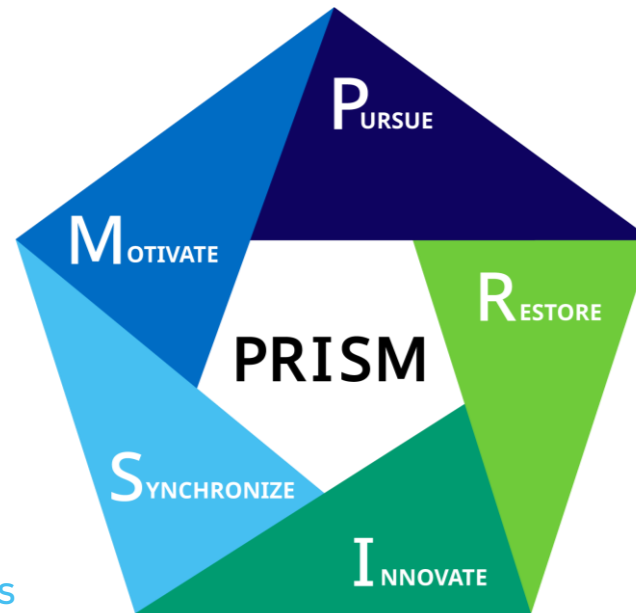 PURSUE
MOTIVATE
RESTORE
PRISM
SYNCHRONIZE
INNOVATE
s